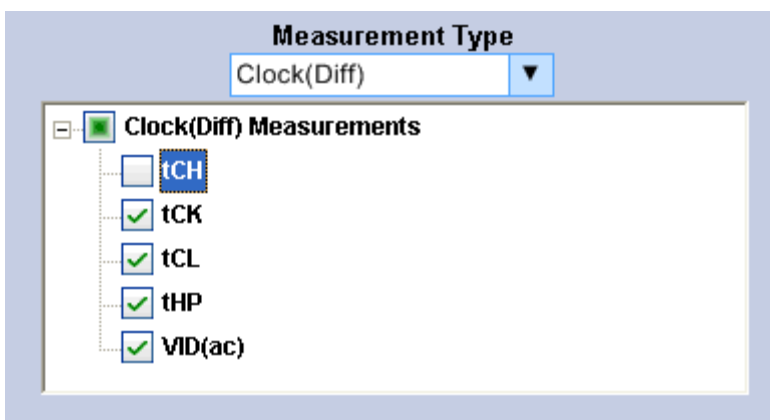 Measurement Type
Clock(Diff)
Clock(Diff) Measurements
tCH
tCK
tCL
tHP
VID(ac)